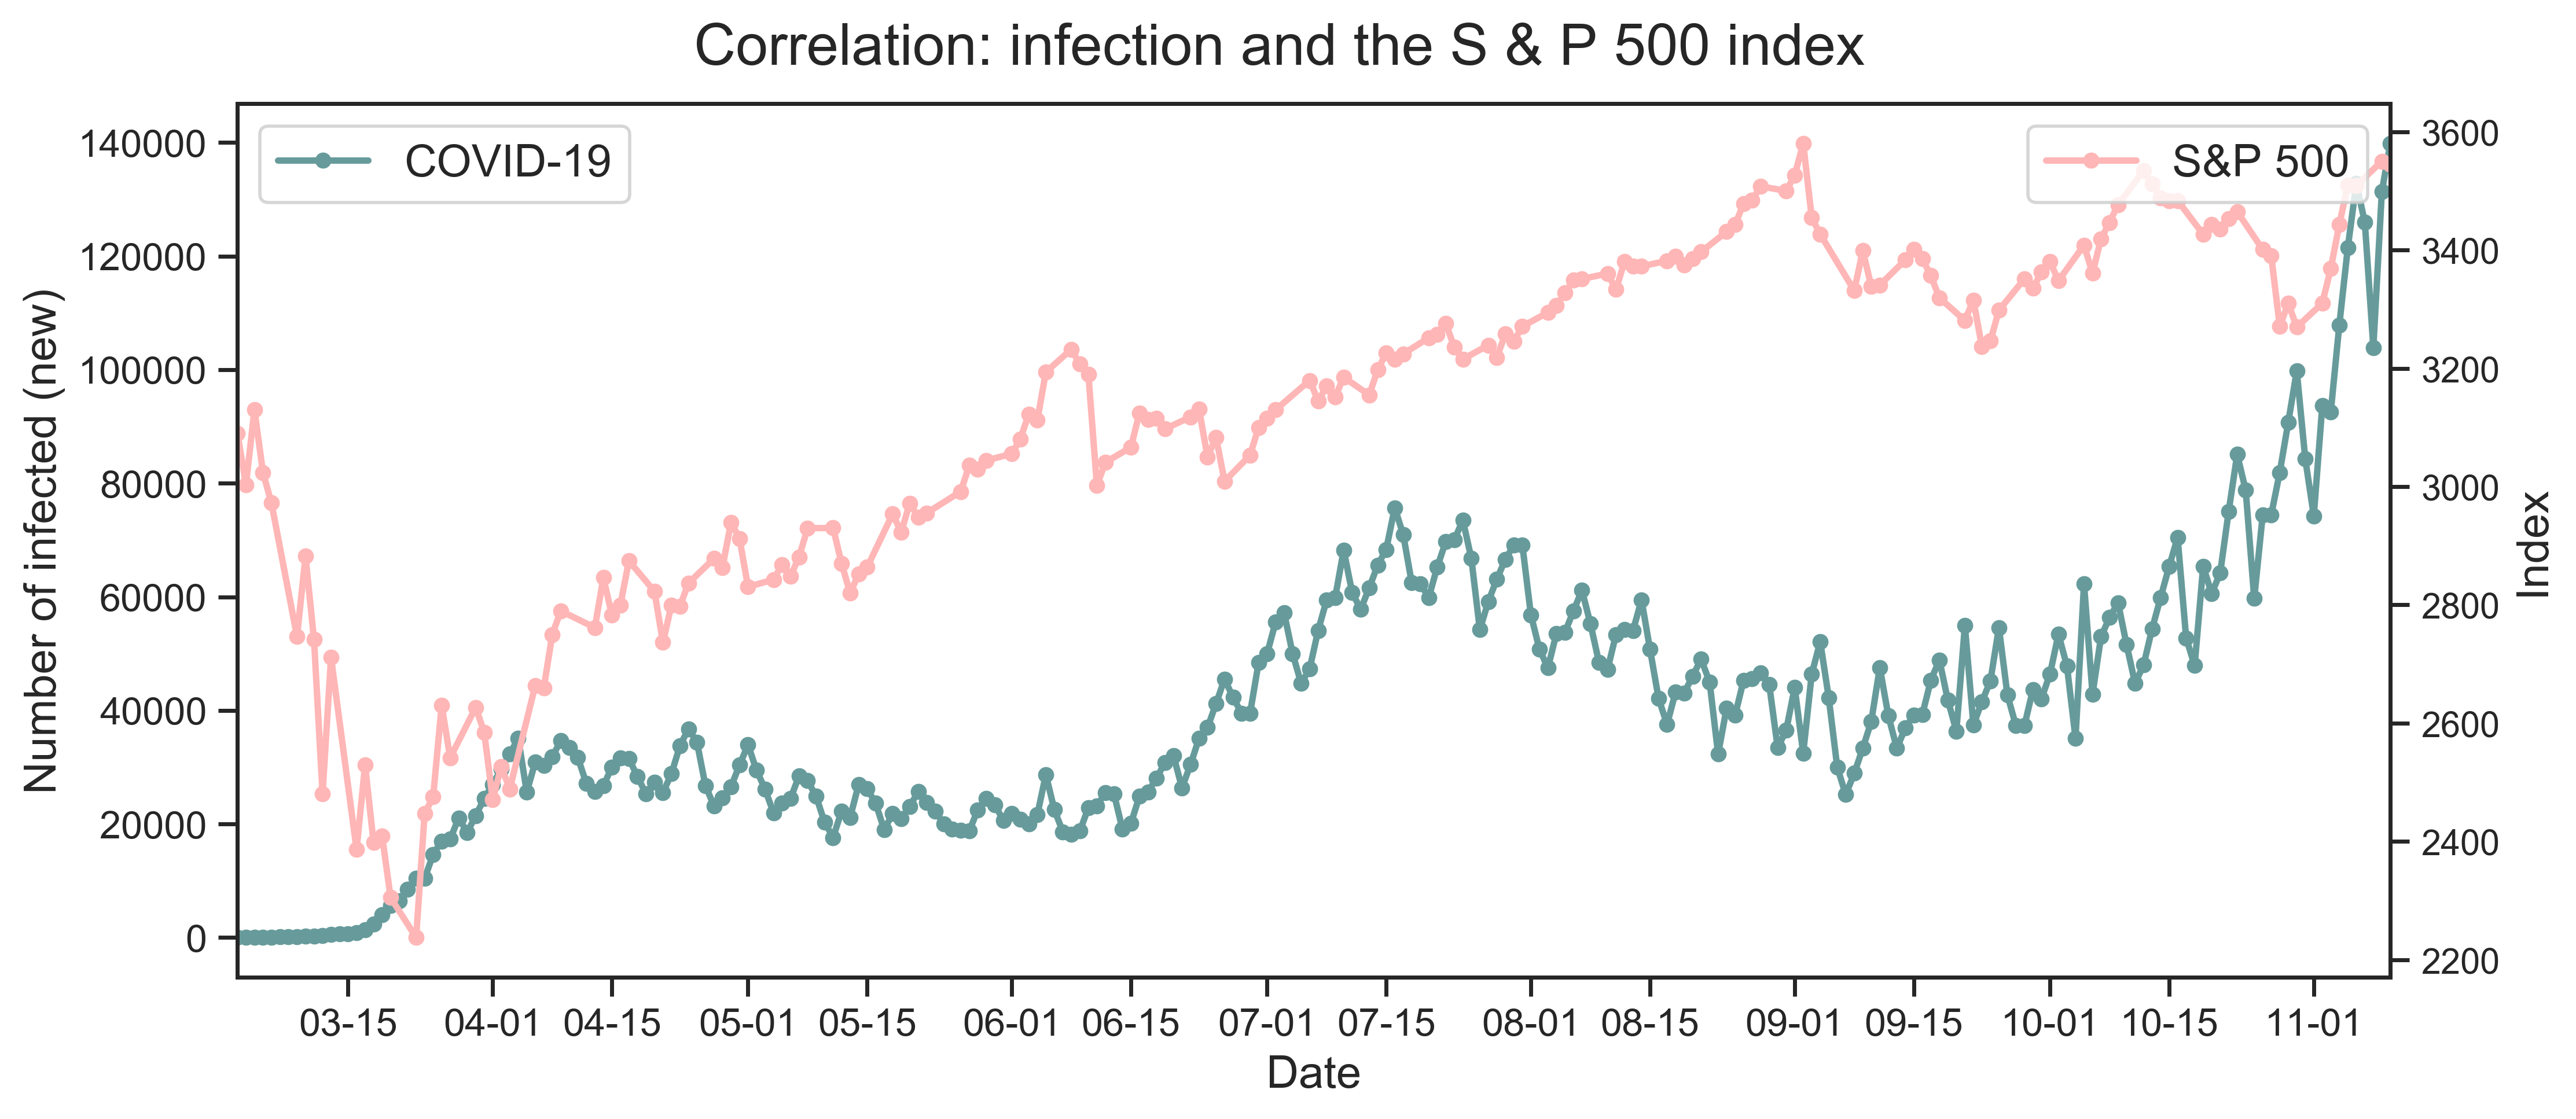 Correlation: infection and the S & P 500 index
COVID-19
S&P 500
140000
120000
100000
80000
60000
40000
20000
0
Number of infected (new)
3600
3400
3200
3000
2800
2600
2400
2200
Index
03-15 04-01 04-15 05-01 05-15 06-01 06-15 07-01 07-15 08-01 08-15 09-01 09-15 10-01 10-15 11-01
Date